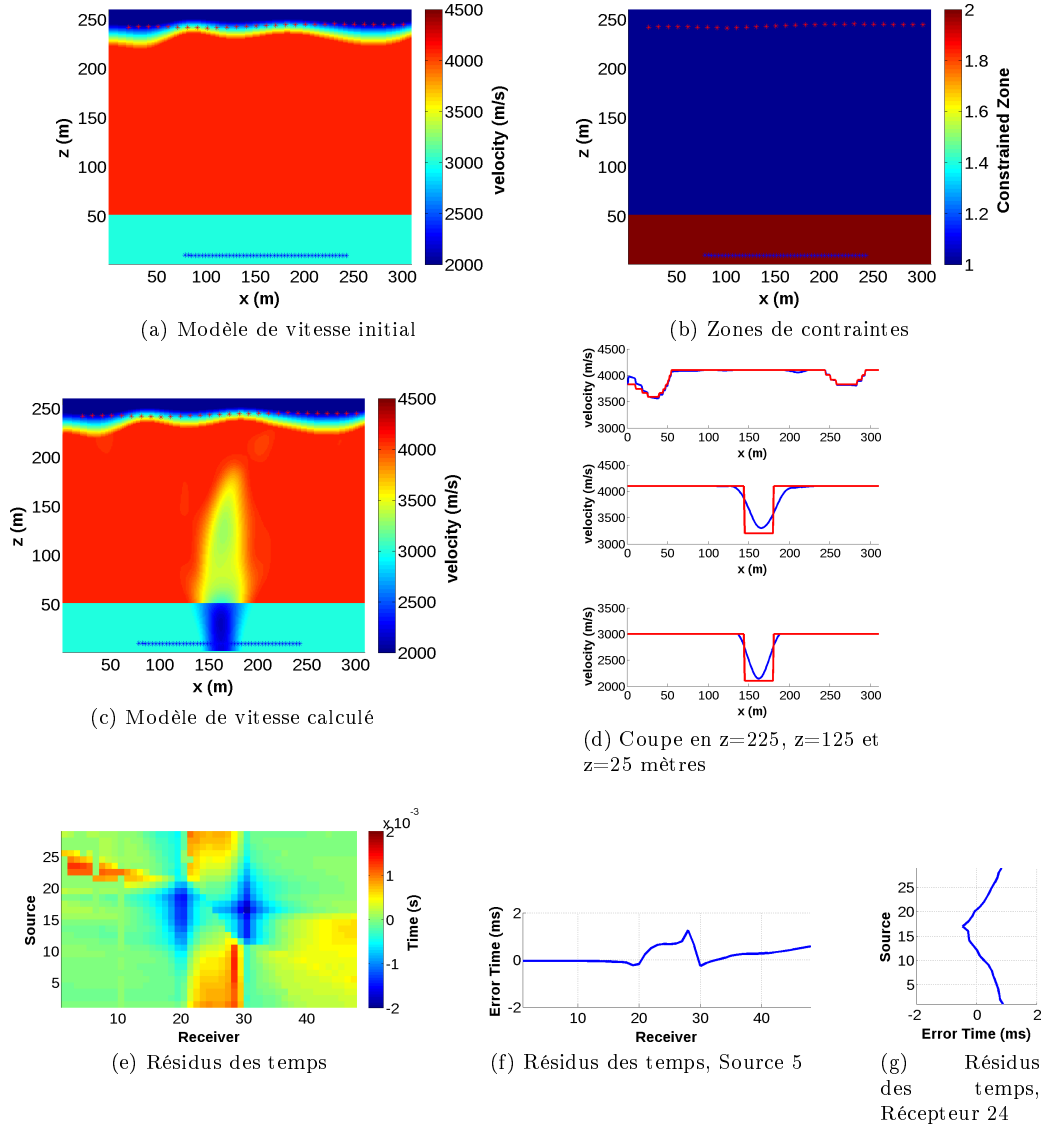 250
200
150
100
50
z (m)
50 100 150 200 250 300
x (m)
4500
4000
3500
3000
2500
2000
velocity (m/s)
(a) Modèle de vitesse initial
250
200
150
100
50
z (m)
50 100 150 200 250 300
x (m)
2
1.8
1.6
1.4
1.2
1
Constrained Zone
(b) Zones de contraintes
250
200
150
100
50
z (m)
50 100 150 200 250 300
x (m)
4500
4000
3500
3000
2500
2000
velocity (m/s)
(c) Modèle de vitesse calculé
4500
4000
3500
3000
velocity (m/s)
0 50 100 150 200 250 300
x (m)
4500
4000
3500
3000
velocity (m/s)
0 50 100 150 200 250 300
x (m)
3500
3000
2500
2000
velocity (m/s)
0 50 100 150 200 250 300
x (m)
(d) Coupe en z=225, z=125 et
z=25 mètres
25
20
15
10
5
Source
10 20 30 40
Receiver
x 10
-3
2
1
0
-1
-2
Time (s)
(e) Résidus des temps
2
0
-2
Error Time (ms)
10 20 30 40
Receiver
(f) Résidus des temps, Source 5
25
20
15
10
5
Source
-2 0 2
Error Time (ms)
(g) Résidus
des temps,
Récepteur 24